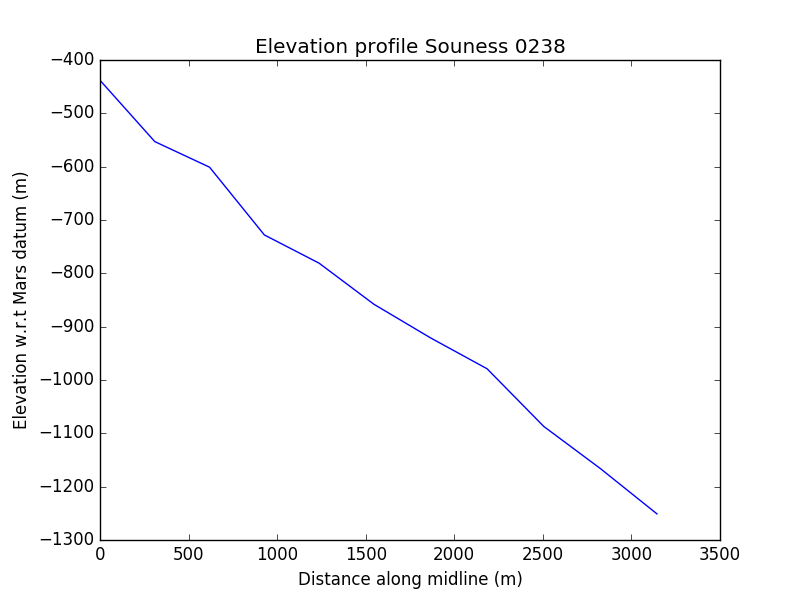 Elevation profile Souness 0238
−400
−500
−600
−700
−800
−900
−1000
−1100
−1200
−1300
Elevation w.r.t Mars datum (m)
0 500 1000 1500 2000 2500 3000 3500
Distance along midline (m)